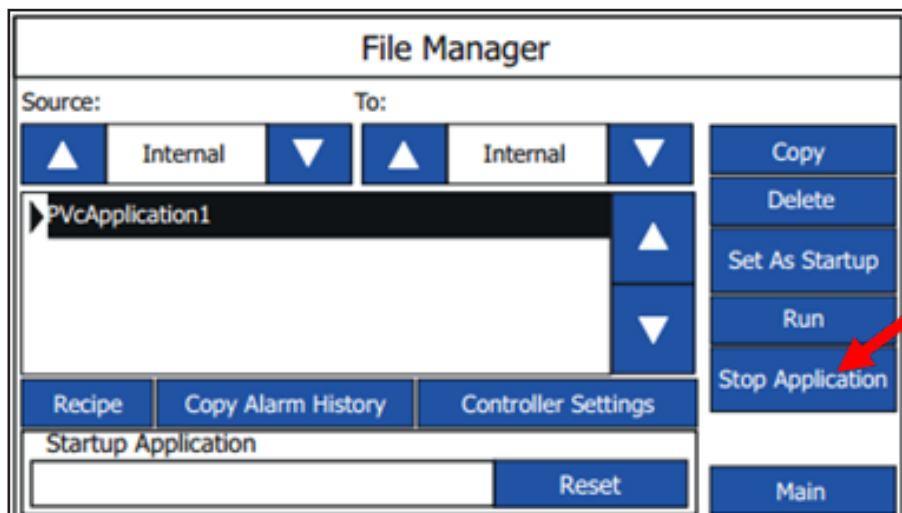 File Manager
Source: To:
Internal Internal Copy
PVcApplication1 Delete
Set As Startup
Run
Stop Application
Recipe Copy Alarm History Controller Settings
Startup Application
Reset Main